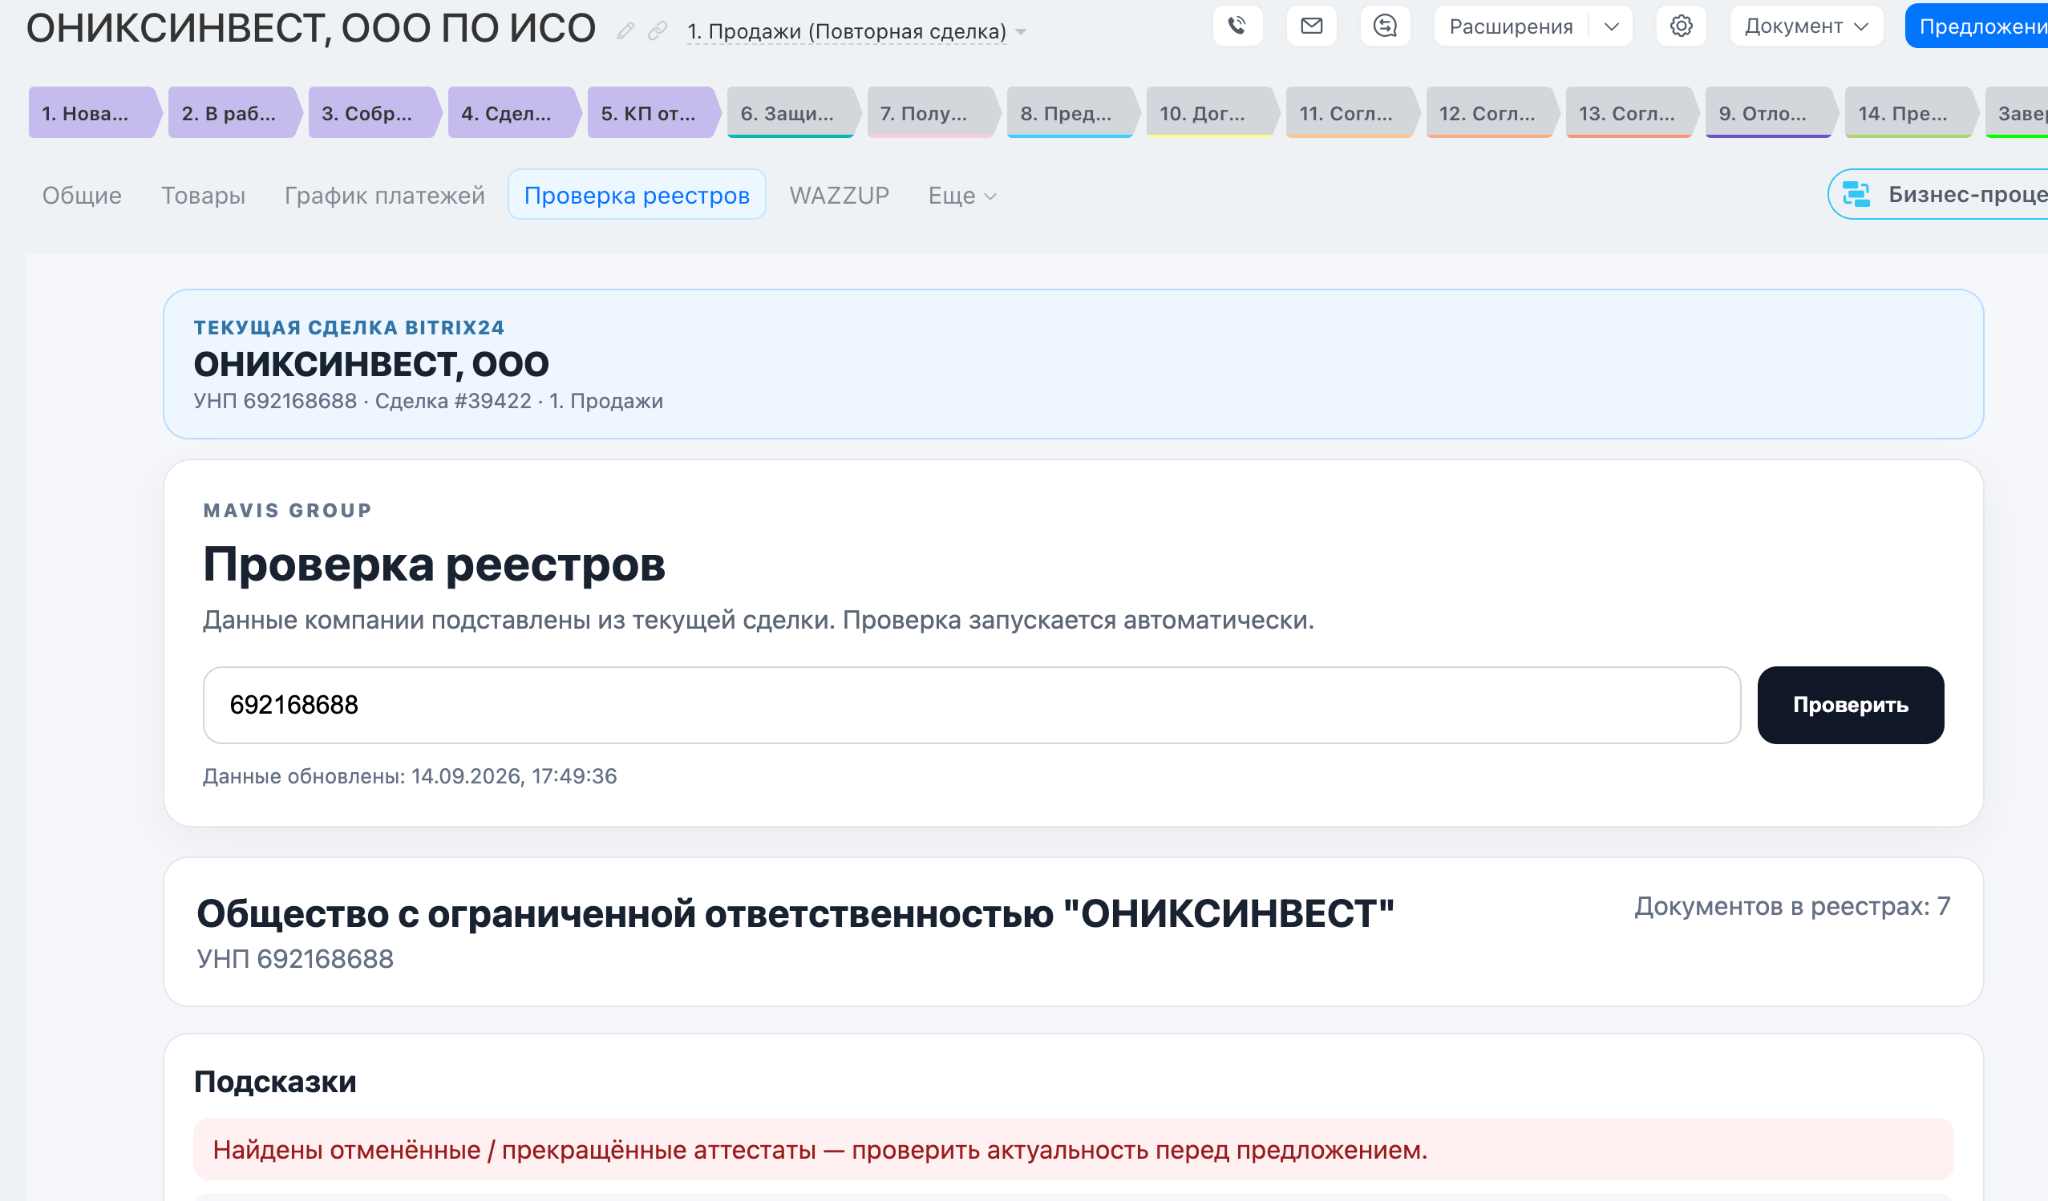 ОНИКСИНВЕСТ, ООО ПО ИСО
1. Продажи (Повторная сделка)
Расширения
Документ
Предложени
1. Нова...
2. В раб...
3. Собр...
4. Сдел...
5. КП от...
6. Защи...
7. Полу...
8. Пред...
10. Дог...
11. Согл...
12. Согл...
13. Согл...
9. Отло...
14. Пре...
Заве
Общие
Товары
График платежей
Проверка реестров
WAZZUP
Еще
Бизнес-проце
ТЕКУЩАЯ СДЕЛКА BITRIX24
ОНИКСИНВЕСТ, ООО
УНП 692168688 · Сделка #39422 · 1. Продажи
MAVIS GROUP
Проверка реестров
Данные компании подставлены из текущей сделки. Проверка запускается автоматически.
692168688
Проверить
Данные обновлены: 14.09.2026, 17:49:36
Общество с ограниченной ответственностью "ОНИКСИНВЕСТ"
Документов в реестрах: 7
УНП 692168688
Подсказки
Найдены отменённые / прекращённые аттестаты — проверить актуальность перед предложением.